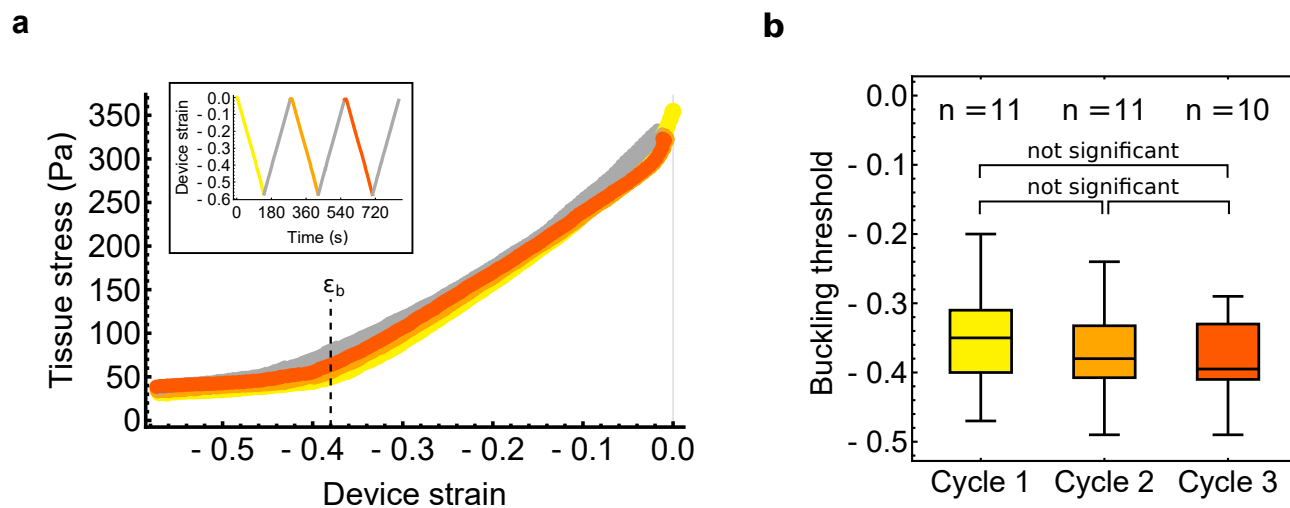 a
Tissue stress (Pa)
350
300
250
200
150
100
50
0
- 0.5
- 0.4
- 0.3
- 0.2
- 0.1
0.0
Device strain
εb
Device strain
0.0
- 0.1
- 0.2
- 0.3
- 0.4
- 0.5
- 0.6
0
180
360
540
720
Time (s)
b
Buckling threshold
0.0
- 0.1
- 0.2
- 0.3
- 0.4
- 0.5
n =11
n =11
n =10
not significant
not significant
Cycle 1
Cycle 2
Cycle 3